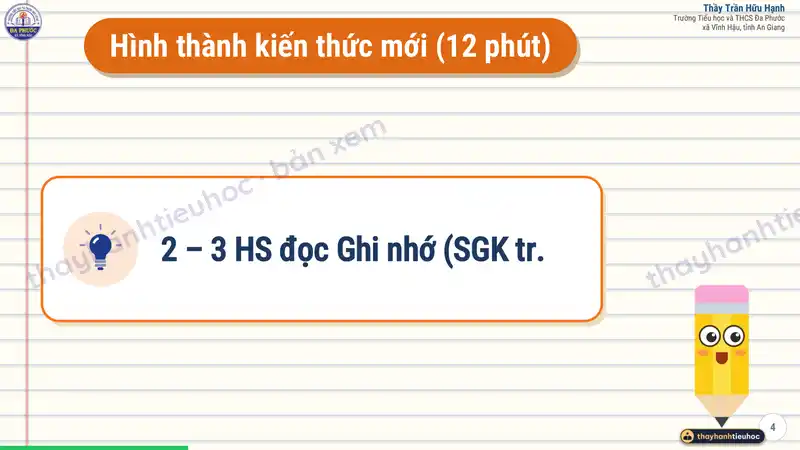 Thầy Trần Hữu Hạnh
Trường Tiểu học và THCS Đa Phước
xã Vĩnh Hậu, tỉnh An Giang
ĐA PHƯỚC
Hình thành kiến thức mới (12 phút)
thayhanhtieuhoc · bản xem
2 – 3 HS đọc Ghi nhớ (SGK tr.
thayhanhtie
thayhanhtieuhoc
4